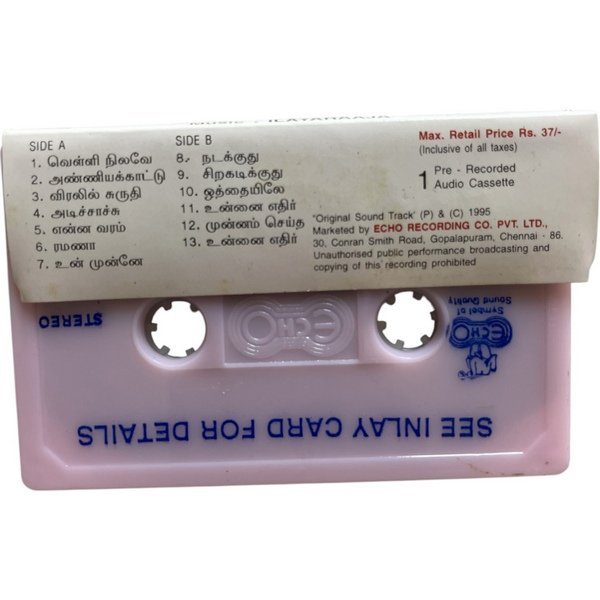 MUSIC : ILAYARAAJA
SIDE A
1. வெள்ளி நிலவே
2. அண்ணியக்காட்டு
3. விரலில் சுருதி
4. அடிச்சாச்சு
5. என்ன வரம்
6. ரமணா
7. உன் முன்னே
SIDE B
8. நடக்குது
9. சிறகடிக்குது
10. ஒத்தையிலே
11. உன்னை எதிர்
12. முன்னம் செய்த
13. உன்னை எதிர்
Max. Retail Price Rs. 37/-
(Inclusive of all taxes)
1 Pre - Recorded
Audio Cassette
'Original Sound Track' (P) & (C) 1995
Marketed by ECHO RECORDING CO. PVT. LTD.,
30, Conran Smith Road, Gopalapuram, Chennai - 86.
Unauthorised public performance broadcasting and
copying of this recording prohibited
STEREO
ECHO
ECHO
Symbol of
Sound Quality
SEE INLAY CARD FOR DETAILS